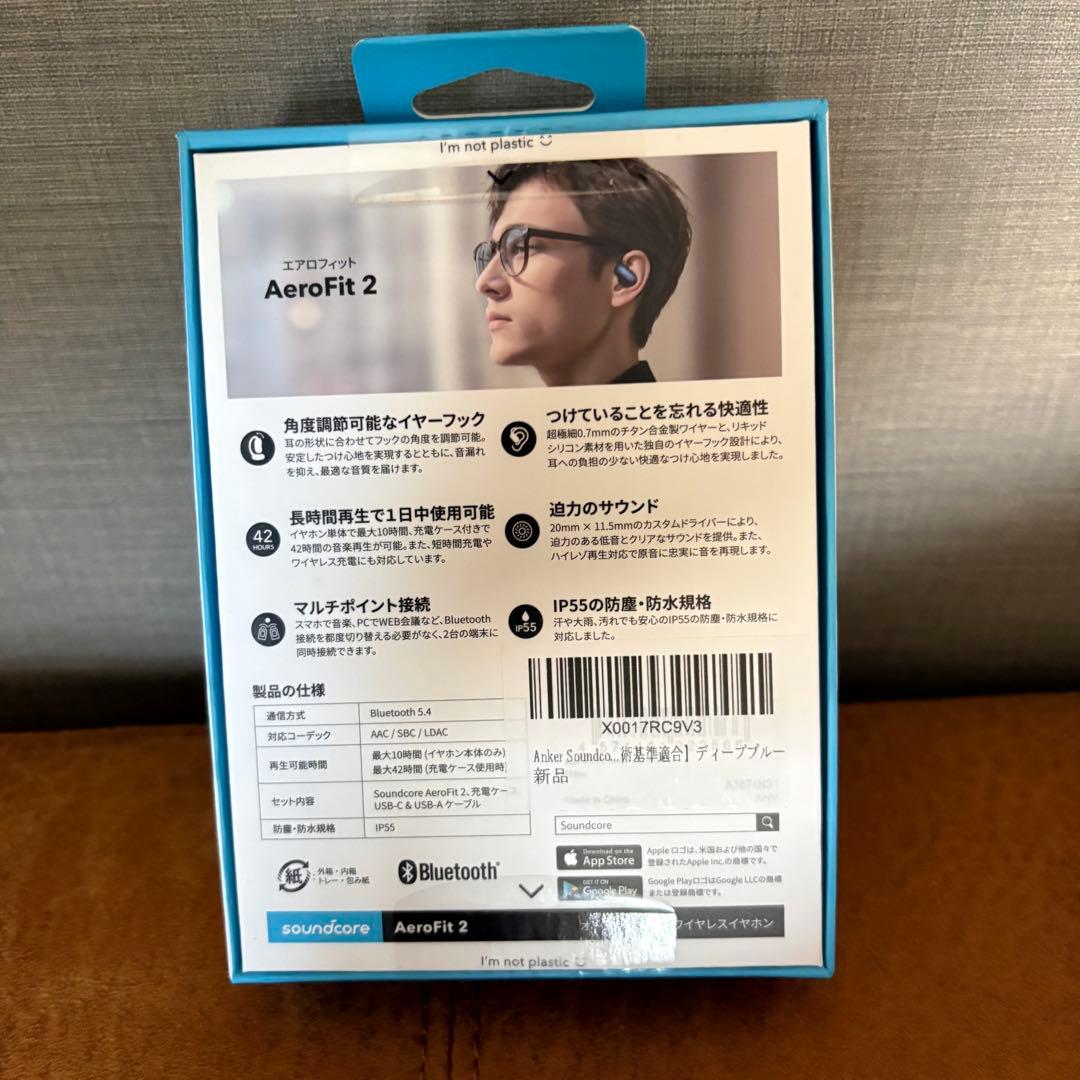 I'm not plastic
エアロフィット
AeroFit 2
角度調節可能なイヤーフック
耳の形状に合わせてフックの角度を調節可能。
安定したつけ心地を実現するとともに、音漏れ
を抑え、最適な音質を届けます。
つけていることを忘れる快適性
超極細0.7mmのチタン合金製ワイヤーと、リキッド
シリコン素材を用いた独自のイヤーフック設計により、
耳への負担の少ない快適なつけ心地を実現しました。
42
HOURS
長時間再生で1日中使用可能
イヤホン単体で最大10時間、充電ケース付きで
42時間の音楽再生が可能。また、短時間充電や
ワイヤレス充電にも対応しています。
迫力のサウンド
20mm × 11.5mmのカスタムドライバーにより、
迫力のある低音とクリアなサウンドを提供。また、
ハイレゾ再生対応で原音に忠実に音を再現します。
マルチポイント接続
スマホで音楽、PCでWEB会議など、Bluetooth
接続を都度切り替える必要がなく、2台の端末に
同時接続できます。
IP55
IP55の防塵・防水規格
汗や大雨、汚れでも安心のIP55の防塵・防水規格に
対応しました。
製品の仕様
通信方式 Bluetooth 5.4
対応コーデック AAC / SBC / LDAC
再生可能時間 最大10時間 (イヤホン本体のみ)
最大42時間 (充電ケース使用時)
セット内容 Soundcore AeroFit 2、充電ケー
USB-C & USB-A ケーブル
防塵・防水規格 IP55
X0017RC9V3
Anker Soundco...術基準適合】ディープブルー
新品
Made in China
Soundcore
紙
外箱・内箱
トレー・包み紙
Bluetooth
Download on the
App Store
Apple ロゴは、米国および他の国々で
登録されたApple Inc.の商標です。
GET IT ON
Google Play
Google PlayロゴはGoogle LLCの商標
または登録商標です。
soundcore
AeroFit 2
ワイヤレスイヤホン
I'm not plastic